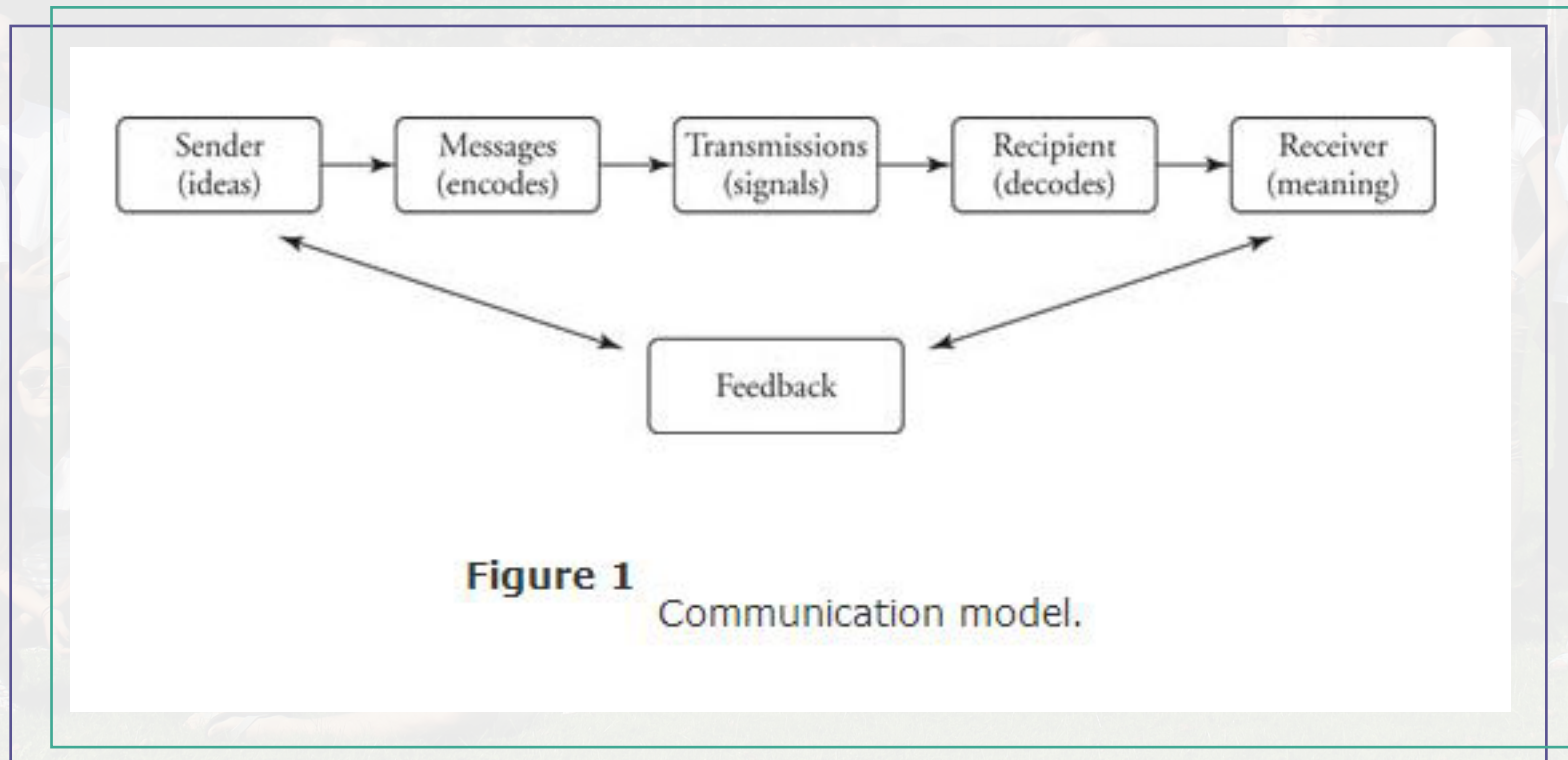 Sender
(ideas)
Messages
(encodes)
Transmissions
(signals)
Recipient
(decodes)
Receiver
(meaning)
Feedback
Figure 1
Communication model.